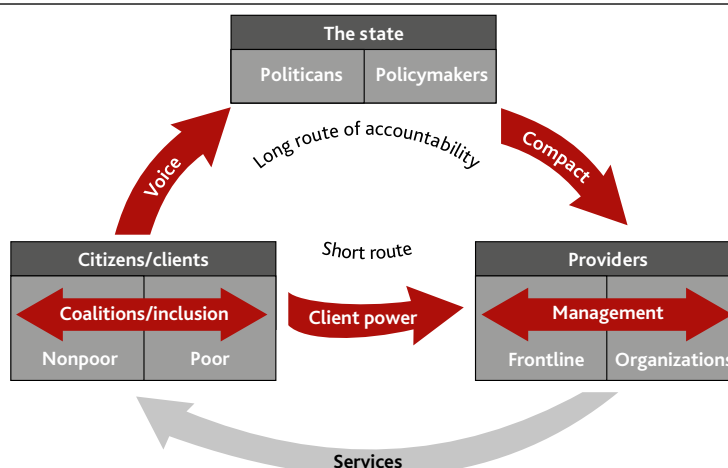 The state
Politicians
Policymakers
Long route of accountability
Voice
Compact
Short route
Citizens/clients
Coalitions/inclusion
Nonpoor
Poor
Client power
Providers
Management
Frontline
Organizations
Services